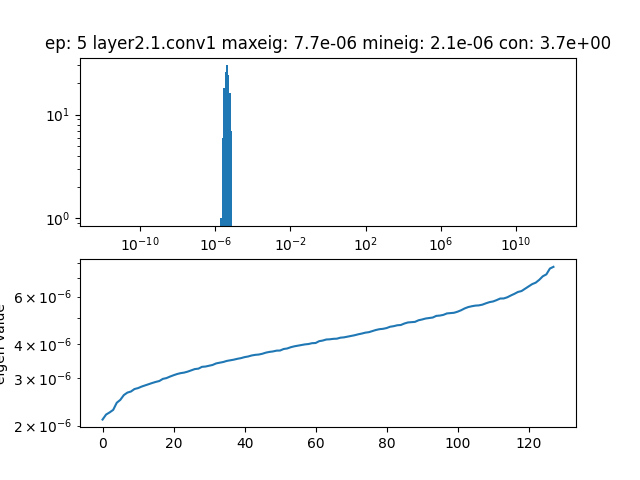 ep: 5 layer2.1.conv1 maxeig: 7.7e-06 mineig: 2.1e-06 con: 3.7e+00
10¹
10⁰
10⁻¹⁰ 10⁻⁶ 10⁻² 10² 10⁶ 10¹⁰
eigen value
6 × 10⁻⁶
4 × 10⁻⁶
3 × 10⁻⁶
2 × 10⁻⁶
0 20 40 60 80 100 120